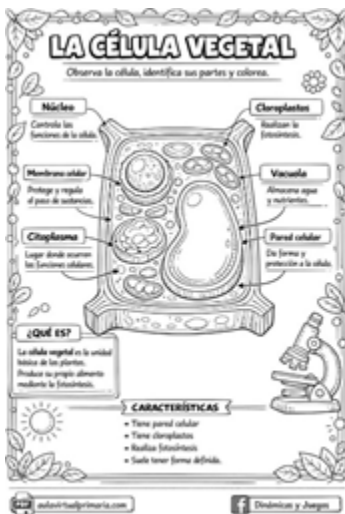 LA CÉLULA VEGETAL
Observa la célula, identifica sus partes y colorea.
Núcleo
Controla las
funciones de la célula.
Cloroplastos
Realizan la
fotosíntesis.
Membrana celular
Protege y regula
el paso de sustancias.
Vacuola
Almacena agua
y nutrientes.
Citoplasma
Lugar donde ocurren
las funciones celulares.
Pared celular
Da forma y
protección a la célula.
¿QUÉ ES?
La célula vegetal es la unidad
básica de las plantas.
Produce su propio alimento
mediante la fotosíntesis.
CARACTERÍSTICAS
• Tiene pared celular
• Tiene cloroplastos
• Realiza fotosíntesis
• Suele tener forma definida.
PDF aulavirtualprimaria.com
f Dinámicas y Juegos